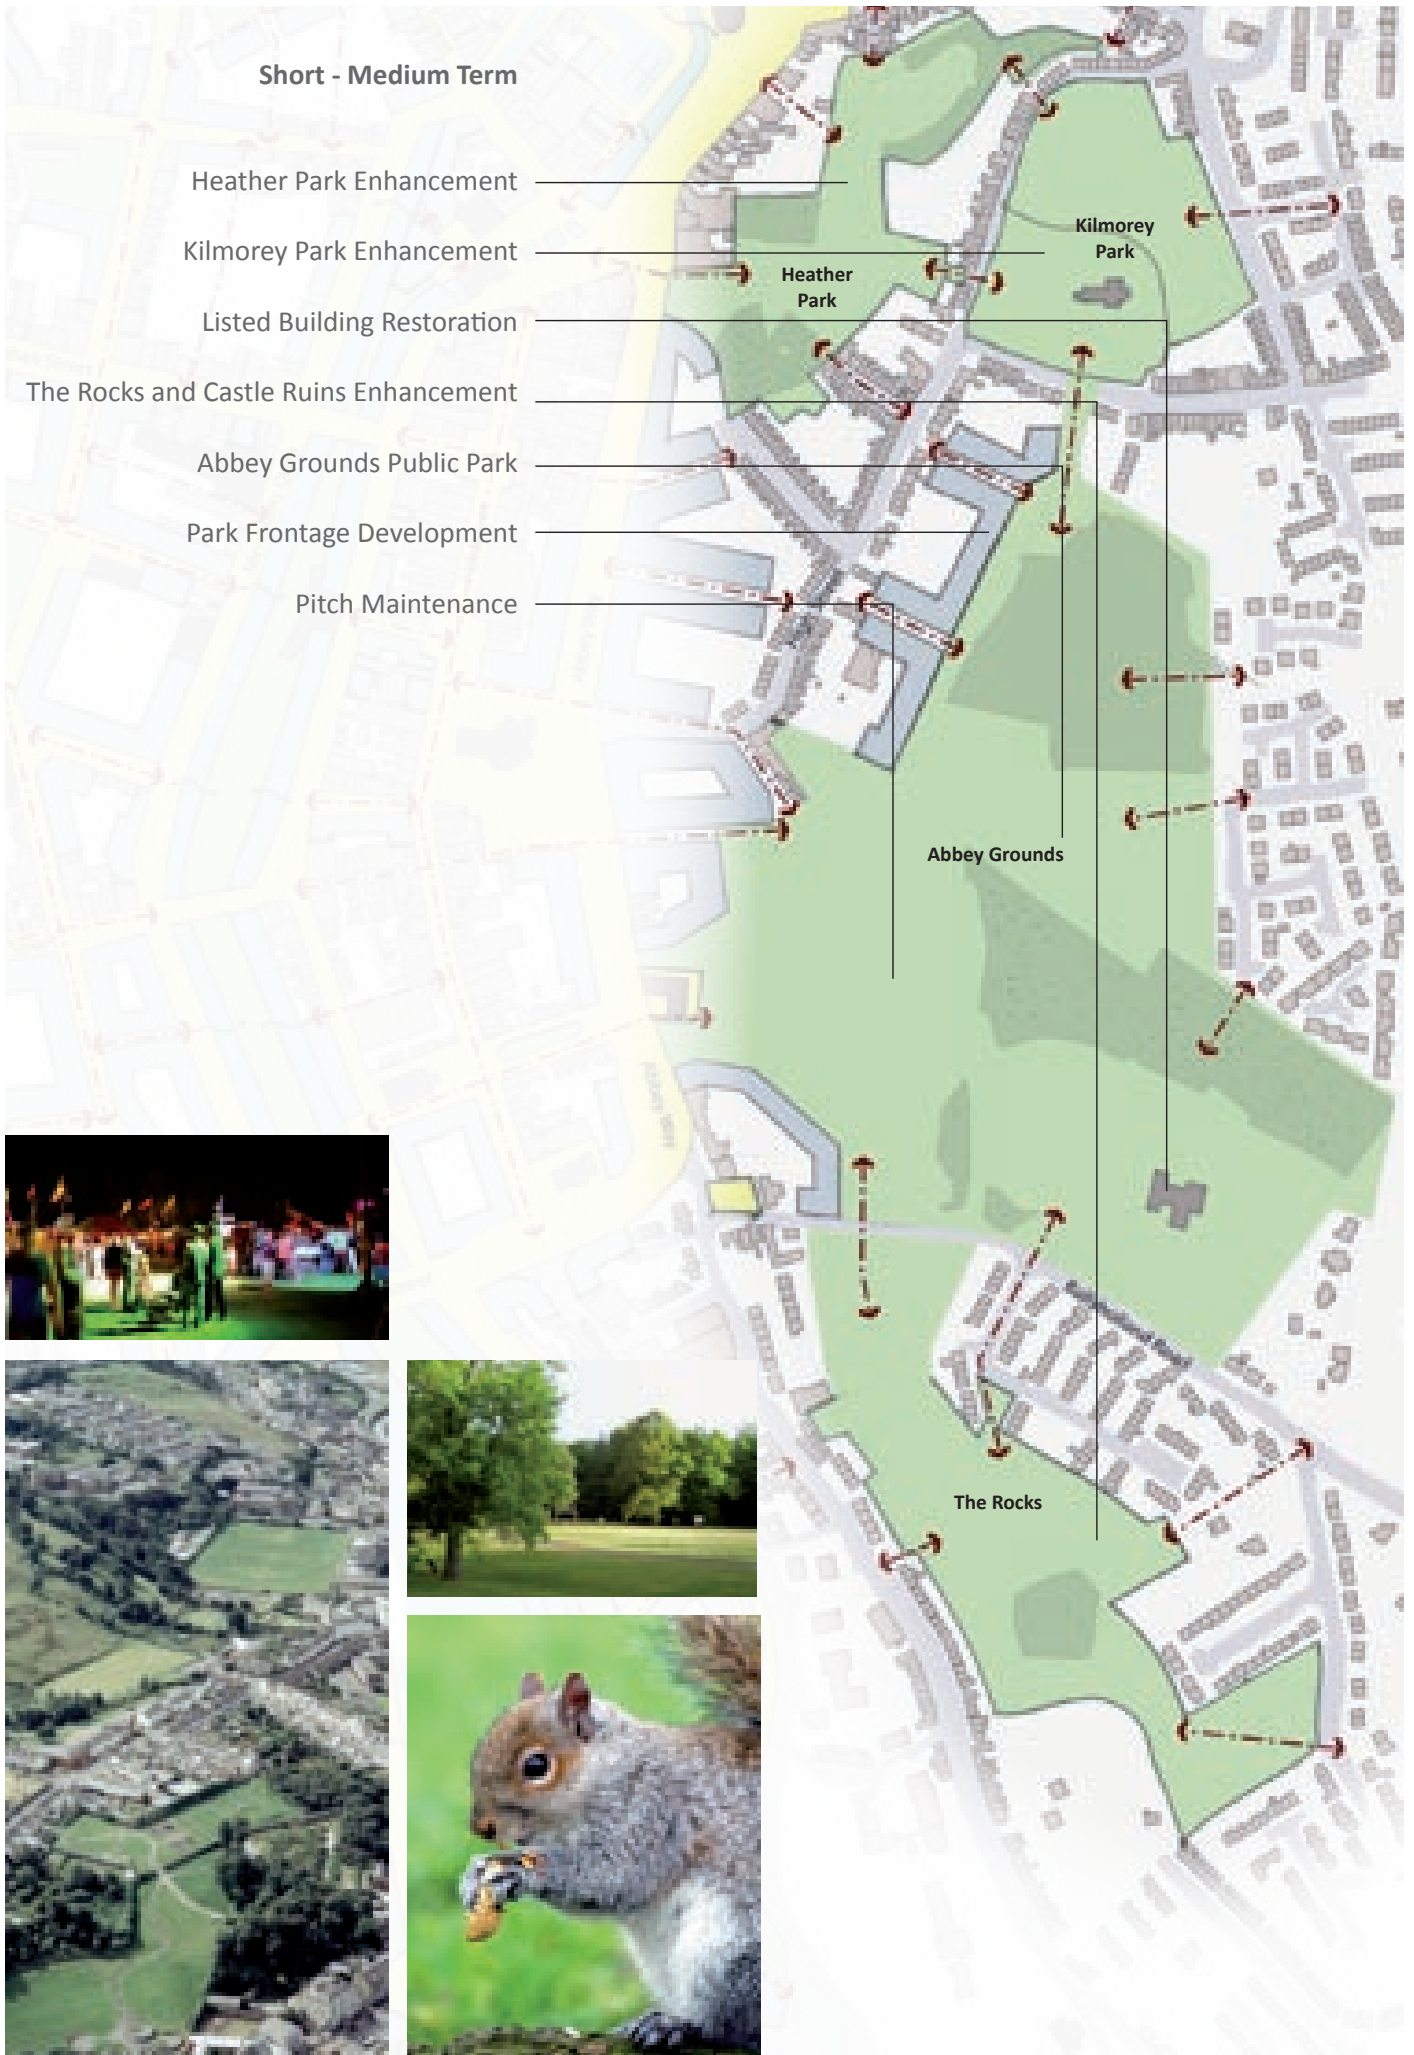 Short - Medium Term
Heather Park Enhancement
Kilmorey Park Enhancement
Listed Building Restoration
The Rocks and Castle Ruins Enhancement
Abbey Grounds Public Park
Park Frontage Development
Pitch Maintenance
Kilmorey
Park
Heather
Park
Abbey Grounds
The Rocks